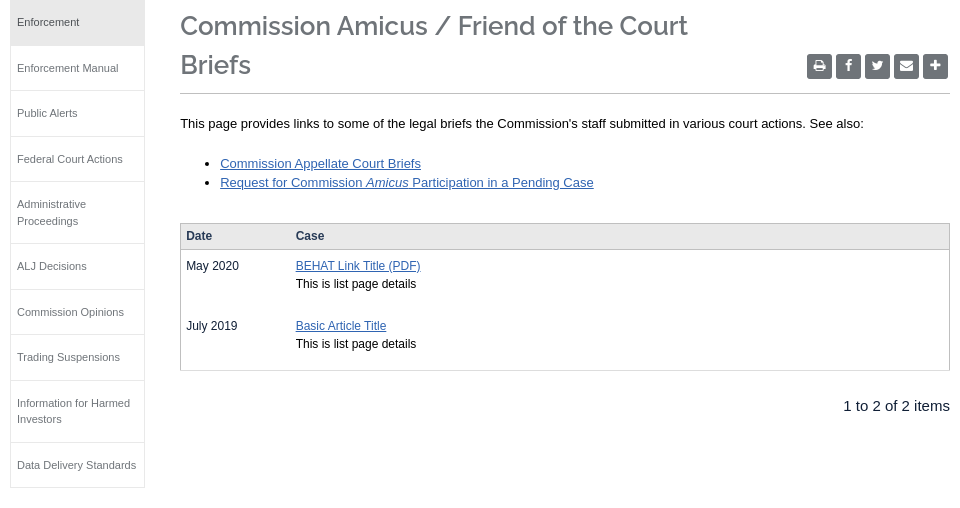 Enforcement
Enforcement Manual
Public Alerts
Federal Court Actions
Administrative
Proceedings
ALJ Decisions
Commission Opinions
Trading Suspensions
Information for Harmed
Investors
Data Delivery Standards
Commission Amicus / Friend of the Court
Briefs
This page provides links to some of the legal briefs the Commission's staff submitted in various court actions. See also:
Commission Appellate Court Briefs
Request for Commission Amicus Participation in a Pending Case
Date Case
May 2020 BEHAT Link Title (PDF)
This is list page details
July 2019 Basic Article Title
This is list page details
1 to 2 of 2 items